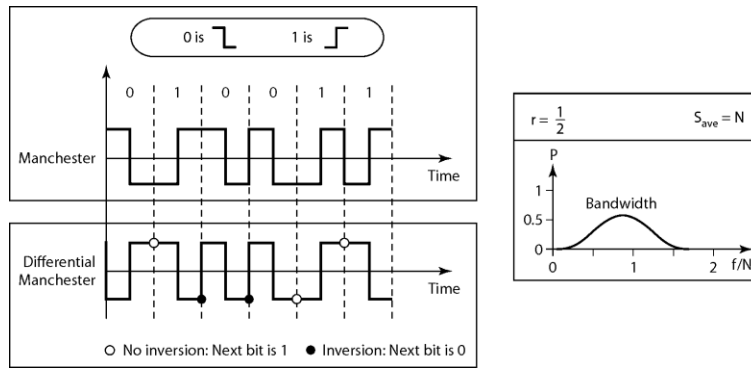 0 is 1 is
0 1 0 0 1 1
Manchester
Time
Differential
Manchester
Time
No inversion: Next bit is 1 Inversion: Next bit is 0
r = 1/2 Save = N
P
1
Bandwidth
0.5
0
0 1 2 f/N